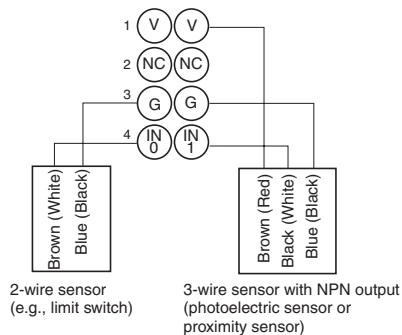 1 V V
2 NC NC
3 G G
4 IN 0 IN 1
Brown (White)
Blue (Black)
Brown (Red)
Black (White)
Blue (Black)
2-wire sensor
(e.g., limit switch)
3-wire sensor with NPN output
(photoelectric sensor or
proximity sensor)